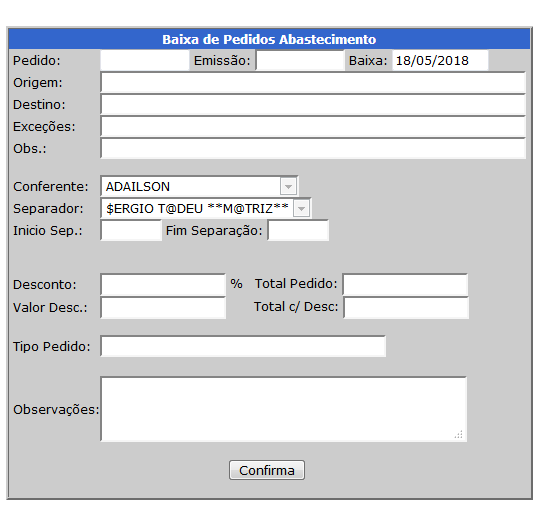 Baixa de Pedidos Abastecimento
Pedido: Emissão: Baixa: 18/05/2018
Origem:
Destino:
Exceções:
Obs.:
Conferente: ADAILSON
Separador: $ERGIO T@DEU **M@TRIZ**
Inicio Sep.: Fim Separação:
Desconto: % Total Pedido:
Valor Desc.: Total c/ Desc:
Tipo Pedido:
Observações:
Confirma